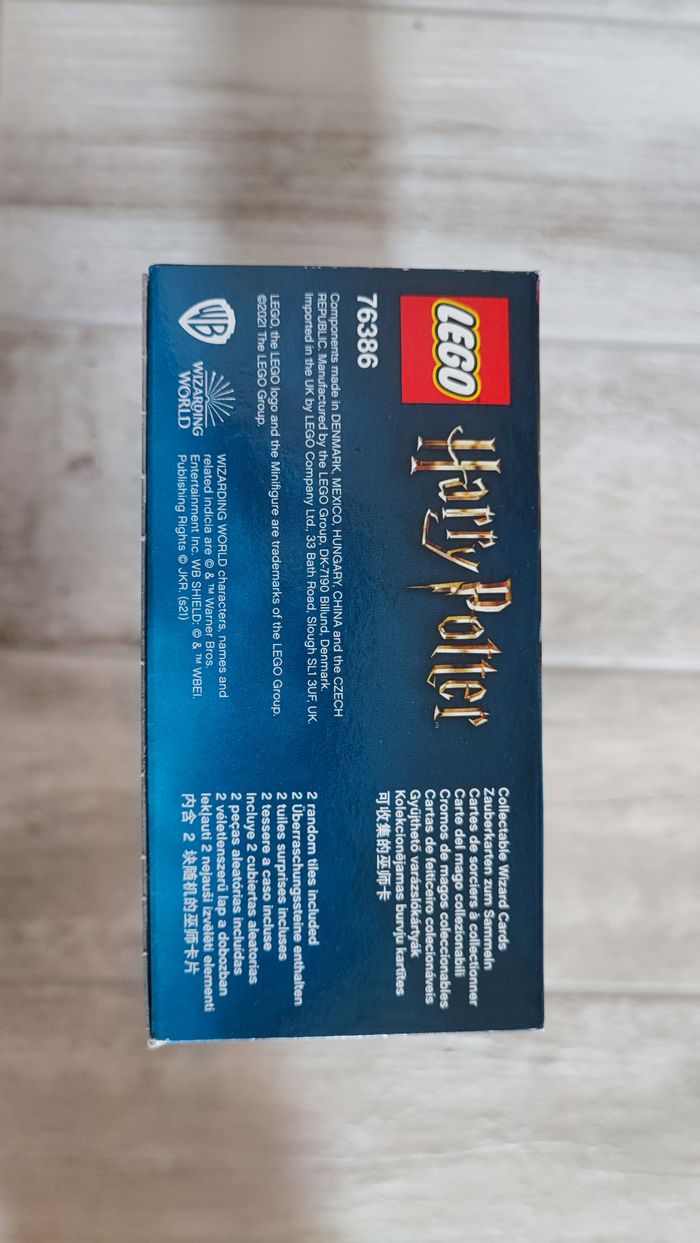 LEGO
Harry Potter™
76386
Components made in DENMARK, MEXICO, HUNGARY, CHINA and the CZECH
REPUBLIC. Manufactured by the LEGO Group, DK-7190 Billund, Denmark.
Imported in the UK by LEGO Company Ltd., 33 Bath Road, Slough SL1 3UF, UK.
LEGO, the LEGO logo and the Minifigure are trademarks of the LEGO Group.
©2021 The LEGO Group.
WB
WIZARDING
WORLD
WIZARDING WORLD characters, names and
related indicia are © & ™ Warner Bros.
Entertainment Inc. WB SHIELD: © & ™ WBEI.
Publishing Rights © JKR. (s21)
Collectable Wizard Cards
Zauberkarten zum Sammeln
Cartes de sorciers à collectionner
Carte del mago collezionabili
Cromos de magos coleccionables
Cartas de feiticeiro colecionáveis
Gyűjthető varázslókártyák
Kolekcionējamas burvju kartītes
可收集的巫师卡
2 random tiles included
2 Überraschungssteine enthalten
2 tuiles surprises incluses
2 tessere a caso incluse
Incluye 2 cubiertas aleatorias
2 peças aleatórias incluídas
2 véletlenszerű lap a dobozban
Iekļauti 2 nejauši izvēlēti elementi
内含 2 块随机的巫师卡片